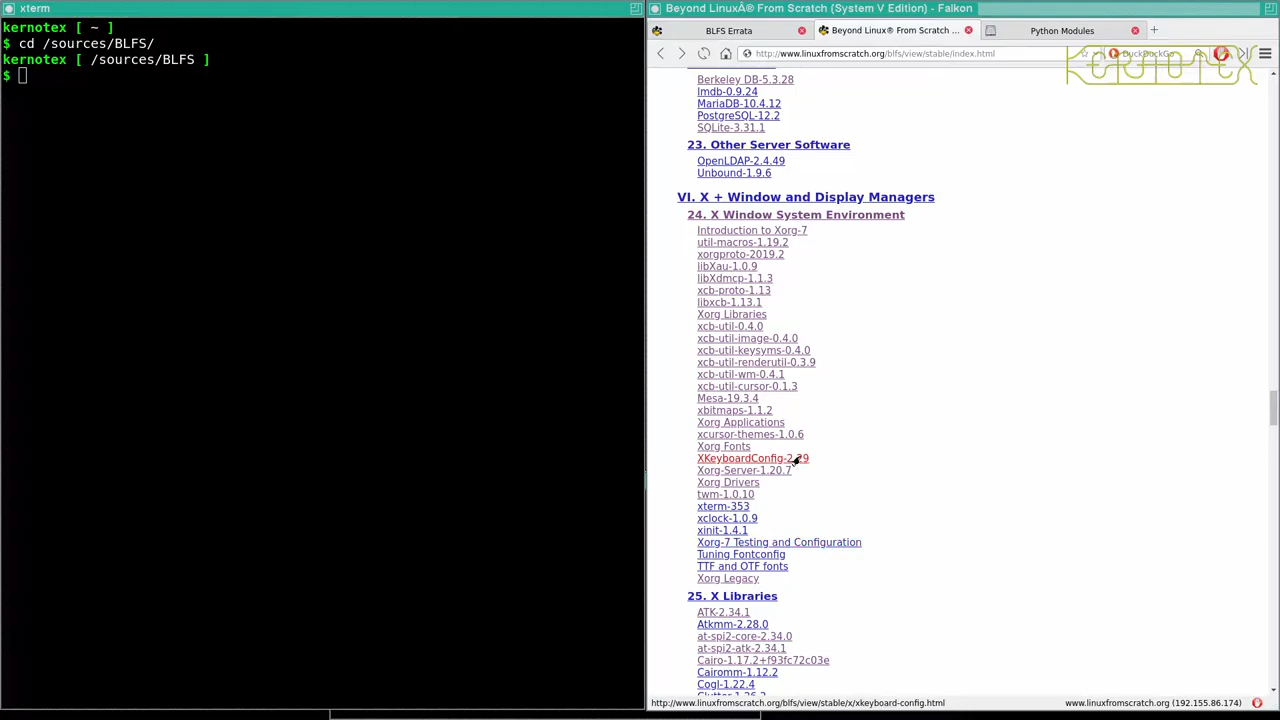 xterm
kernotex [ ~ ]
$ cd /sources/BLFS/
kernotex [ /sources/BLFS ]
$
Beyond LinuxÂ® From Scratch (System V Edition) - Falkon
BLFS Errata
Beyond Linux® From Scratch ...
Python Modules
http://www.linuxfromscratch.org/blfs/view/stable/index.html
DuckDuckGo
KERNOTEX
Berkeley DB-5.3.28
lmdb-0.9.24
MariaDB-10.4.12
PostgreSQL-12.2
SQLite-3.31.1
23. Other Server Software
OpenLDAP-2.4.49
Unbound-1.9.6
VI. X + Window and Display Managers
24. X Window System Environment
Introduction to Xorg-7
util-macros-1.19.2
xorgproto-2019.2
libXau-1.0.9
libXdmcp-1.1.3
xcb-proto-1.13
libxcb-1.13.1
Xorg Libraries
xcb-util-0.4.0
xcb-util-image-0.4.0
xcb-util-keysyms-0.4.0
xcb-util-renderutil-0.3.9
xcb-util-wm-0.4.1
xcb-util-cursor-0.1.3
Mesa-19.3.4
xbitmaps-1.1.2
Xorg Applications
xcursor-themes-1.0.6
Xorg Fonts
XKeyboardConfig-2.29
Xorg-Server-1.20.7
Xorg Drivers
twm-1.0.10
xterm-353
xclock-1.0.9
xinit-1.4.1
Xorg-7 Testing and Configuration
Tuning Fontconfig
TTF and OTF fonts
Xorg Legacy
25. X Libraries
ATK-2.34.1
Atkmm-2.28.0
at-spi2-core-2.34.0
at-spi2-atk-2.34.1
Cairo-1.17.2+f93fc72c03e
Cairomm-1.12.2
Cogl-1.22.4
http://www.linuxfromscratch.org/blfs/view/stable/x/xkeyboard-config.html
www.linuxfromscratch.org (192.155.86.174)